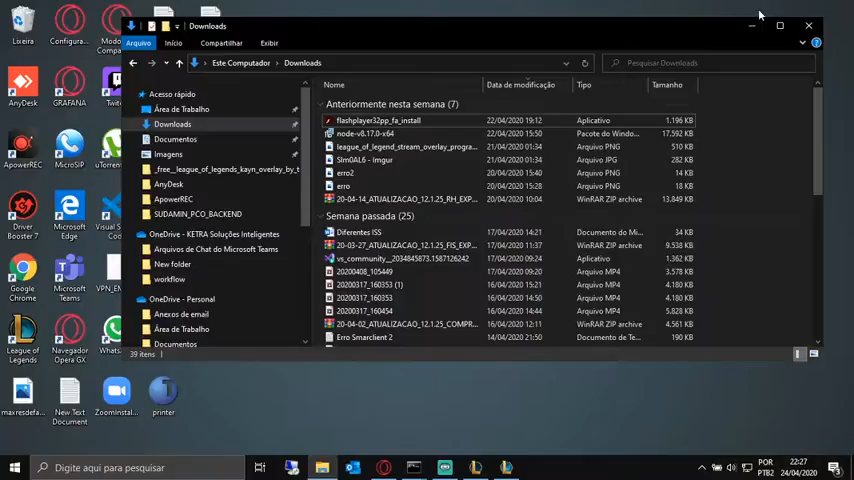 Downloads
Arquivo Início Compartilhar Exibir
Este Computador Downloads Pesquisar Downloads
Nome Data de modificação Tipo Tamanho
Acesso rápido
Área de Trabalho
Downloads
Documentos
Imagens
_free__league_of_legends_kayn_overlay_by_t
AnyDesk
ApowerREC
SUDAMIN_PCO_BACKEND
OneDrive - KETRA Soluções Inteligentes
Arquivos de Chat do Microsoft Teams
New folder
workflow
OneDrive - Personal
Anexos de email
Área de Trabalho
Documentos
Anteriormente nesta semana (7)
flashplayer32pp_fa_install 22/04/2020 19:12 Aplicativo 1.196 KB
node-v8.17.0-x64 22/04/2020 15:50 Pacote do Windo... 17.592 KB
league_of_legend_stream_overlay_progra... 21/04/2020 01:34 Arquivo PNG 510 KB
SIm0AL6 - Imgur 21/04/2020 01:34 Arquivo JPG 282 KB
erro2 20/04/2020 15:40 Arquivo PNG 14 KB
erro 20/04/2020 15:28 Arquivo PNG 18 KB
20-04-14_ATUALIZACAO_12.1.25_RH_EXP... 20/04/2020 10:04 WinRAR ZIP archive 13.849 KB
Semana passada (25)
Diferentes ISS 17/04/2020 14:21 Documento do Mi... 34 KB
20-03-27_ATUALIZACAO_12.1.25_FIS_EXP... 17/04/2020 11:37 WinRAR ZIP archive 9.538 KB
vs_community__2034845873.1587126242 17/04/2020 09:24 Aplicativo 1.362 KB
20200408_105449 17/04/2020 09:20 Arquivo MP4 3.578 KB
20200317_160353 (1) 16/04/2020 15:21 Arquivo MP4 4.180 KB
20200317_160353 16/04/2020 14:50 Arquivo MP4 4.180 KB
20200317_160454 16/04/2020 14:44 Arquivo MP4 5.828 KB
20-04-02_ATUALIZACAO_12.1.25_COMPR... 16/04/2020 12:11 WinRAR ZIP archive 4.561 KB
Erro Smarclient 2 14/04/2020 21:50 Documento de Te... 190 KB
39 itens
Lixeira Configura... Modo
Compa...
AnyDesk GRAFANA Twit
ApowerREC MicroSIP uTorren
Driver
Booster 7
Microsoft
Edge
Visual S
Cod
Google
Chrome
Microsoft
Teams
VPN_EN
League of
Legends
Navegador
Opera GX
Whats
maxresdefa... New Text
Document
ZoomInstal... printer
Digite aqui para pesquisar
POR
PTB2
22:27
24/04/2020
3